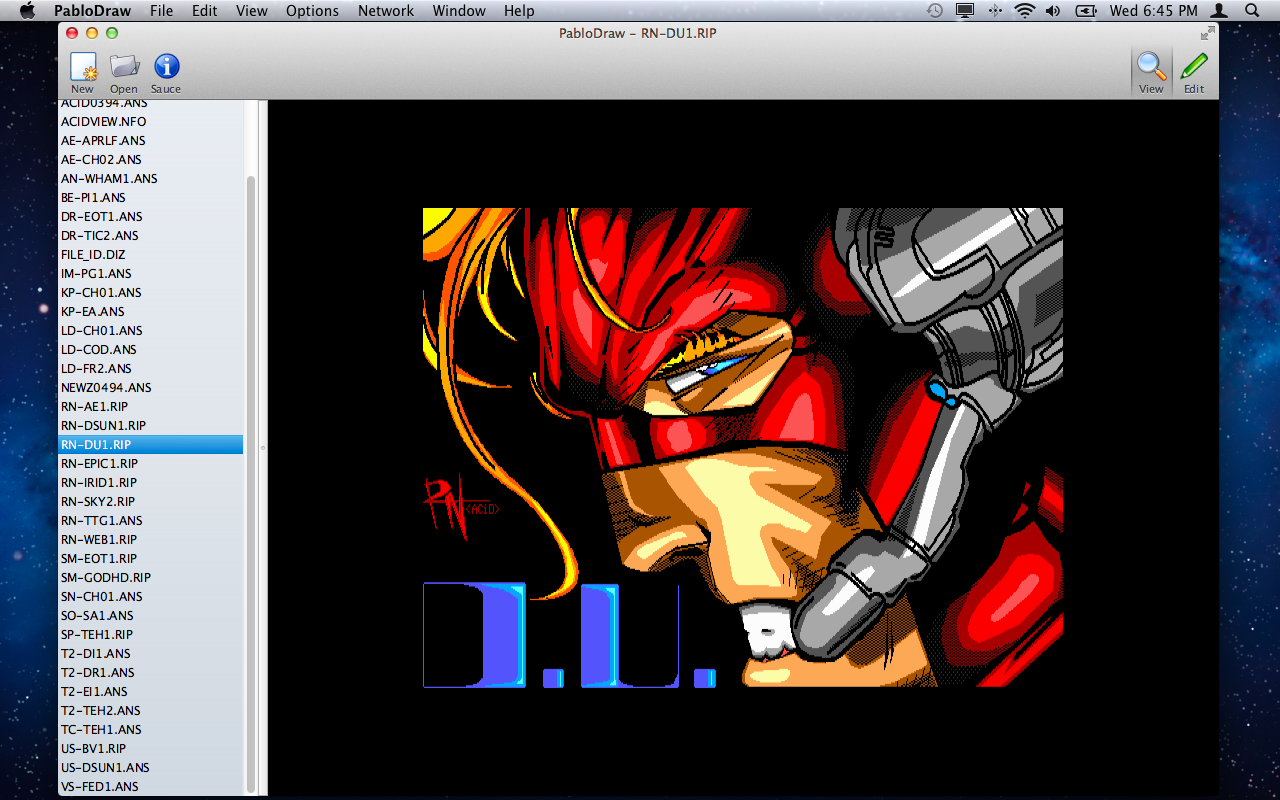 PabloDraw File Edit View Options Network Window Help Wed 6:45 PM
PabloDraw - RN-DU1.RIP
New Open Sauce View Edit
ACID0394.ANS
ACIDVIEW.NFO
AE-APRLF.ANS
AE-CH02.ANS
AN-WHAM1.ANS
BE-PI1.ANS
DR-EOT1.ANS
DR-TIC2.ANS
FILE_ID.DIZ
IM-PG1.ANS
KP-CH01.ANS
KP-EA.ANS
LD-CH01.ANS
LD-COD.ANS
LD-FR2.ANS
NEWZ0494.ANS
RN-AE1.RIP
RN-DSUN1.RIP
RN-DU1.RIP
RN-EPIC1.RIP
RN-IRID1.RIP
RN-SKY2.RIP
RN-TTG1.ANS
RN-WEB1.RIP
SM-EOT1.RIP
SM-GODHD.RIP
SN-CH01.ANS
SO-SA1.ANS
SP-TEH1.RIP
T2-DI1.ANS
T2-DR1.ANS
T2-EI1.ANS
T2-TEH2.ANS
TC-TEH1.ANS
US-BV1.RIP
US-DSUN1.ANS
VS-FED1.ANS
RN <ACiD>
D.U.